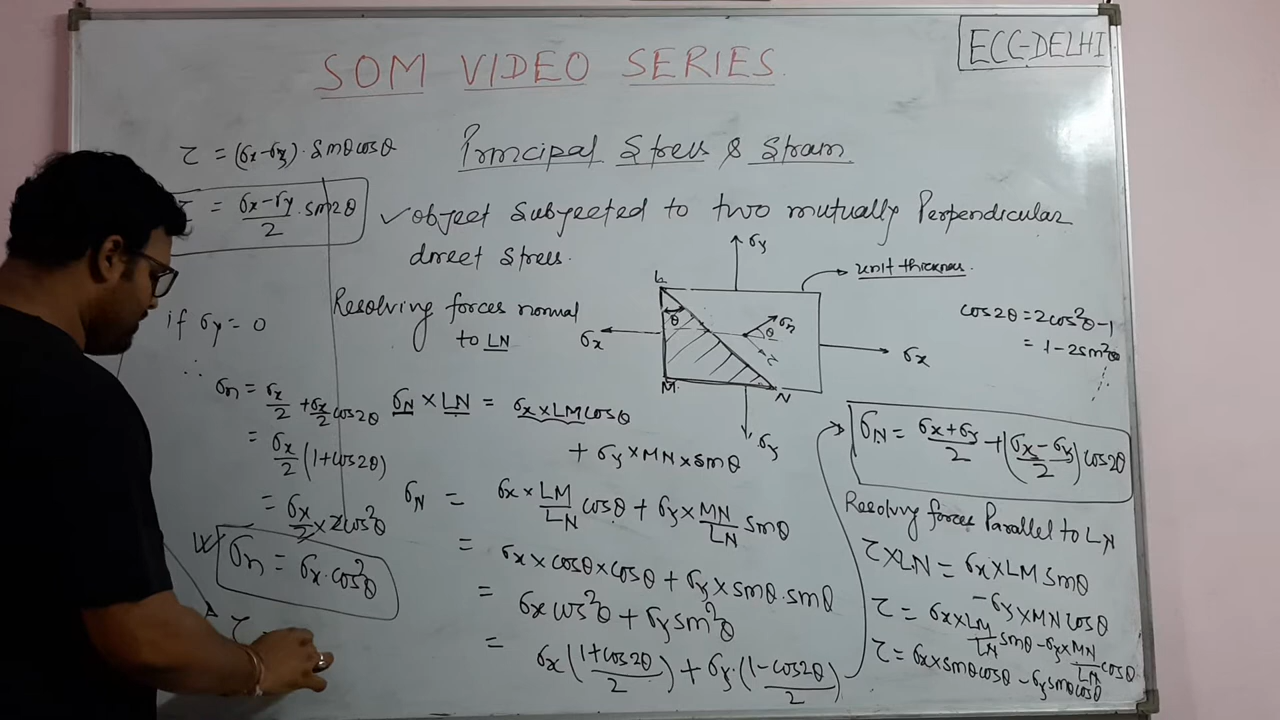 SOM VIDEO SERIES.
ECC-DELHI
Principal Stress & Strain
✓object subjected to two mutually Perpendicular
direct stress.
Resolving forces normal
to LN
σN × LN = σx × LM cosθ
+ σy × MN × sinθ
σN = σx × LM/LN cosθ + σy × MN/LN sinθ
= σx × cosθ × cosθ + σy × sinθ·sinθ
= σx cos²θ + σy sin²θ
= σx (1+cos2θ)/2 + σy·(1-cos2θ)/2
σy
unit thickness.
L
θ
σx
σn
θ
τ
σx
M
N
σy
cos2θ = 2cos²θ-1
= 1-2sin²θ
σN = (σx+σy)/2 + ((σx-σy)/2) cos2θ
Resolving forces Parallel to LN
τ×LN = σx×LM sinθ
-σy×MN cosθ
τ = σx×LM/LN sinθ - σy×MN/LN cosθ
τ = σx×sinθcosθ - σy sinθcosθ
τ = (σx-σy)·sinθcosθ
τ = (σx-σy)/2·sin2θ
if σy = 0
∴
σn = σx/2 + σx/2 cos2θ
= σx/2 (1+cos2θ)
= σx/2 × 2cos²θ
σn = σx·cos²θ
τ =